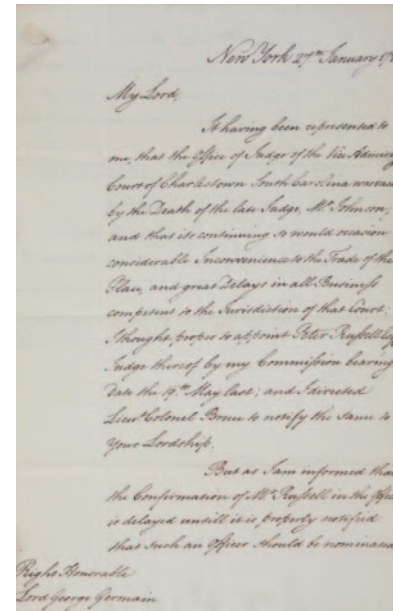 New York 27th January 17
My Lord,
It having been represented to
me, that the Office of Judge of the Vice Admir
Court of Charlestown South Carolina was vac
by the Death of the late Judge, Mr. Johnson,
and that its continuing so would occasion
considerable Inconvenience to the Trade of the
Place, and great Delays in all Business
competent to the Jurisdiction of that Court;
I thought proper to appoint Peter Russell Esq
Judge thereof by my Commission bearing
Date the 19th May last; and I directed
Lieut. Colonel Bruce to notify the same to
Your Lordship.
But as I am informed that
the Confirmation of Mr. Russell in the Office
is delayed untill it is properly notified
that such an Officer should be nominated
Right Honorable
Lord George Germain